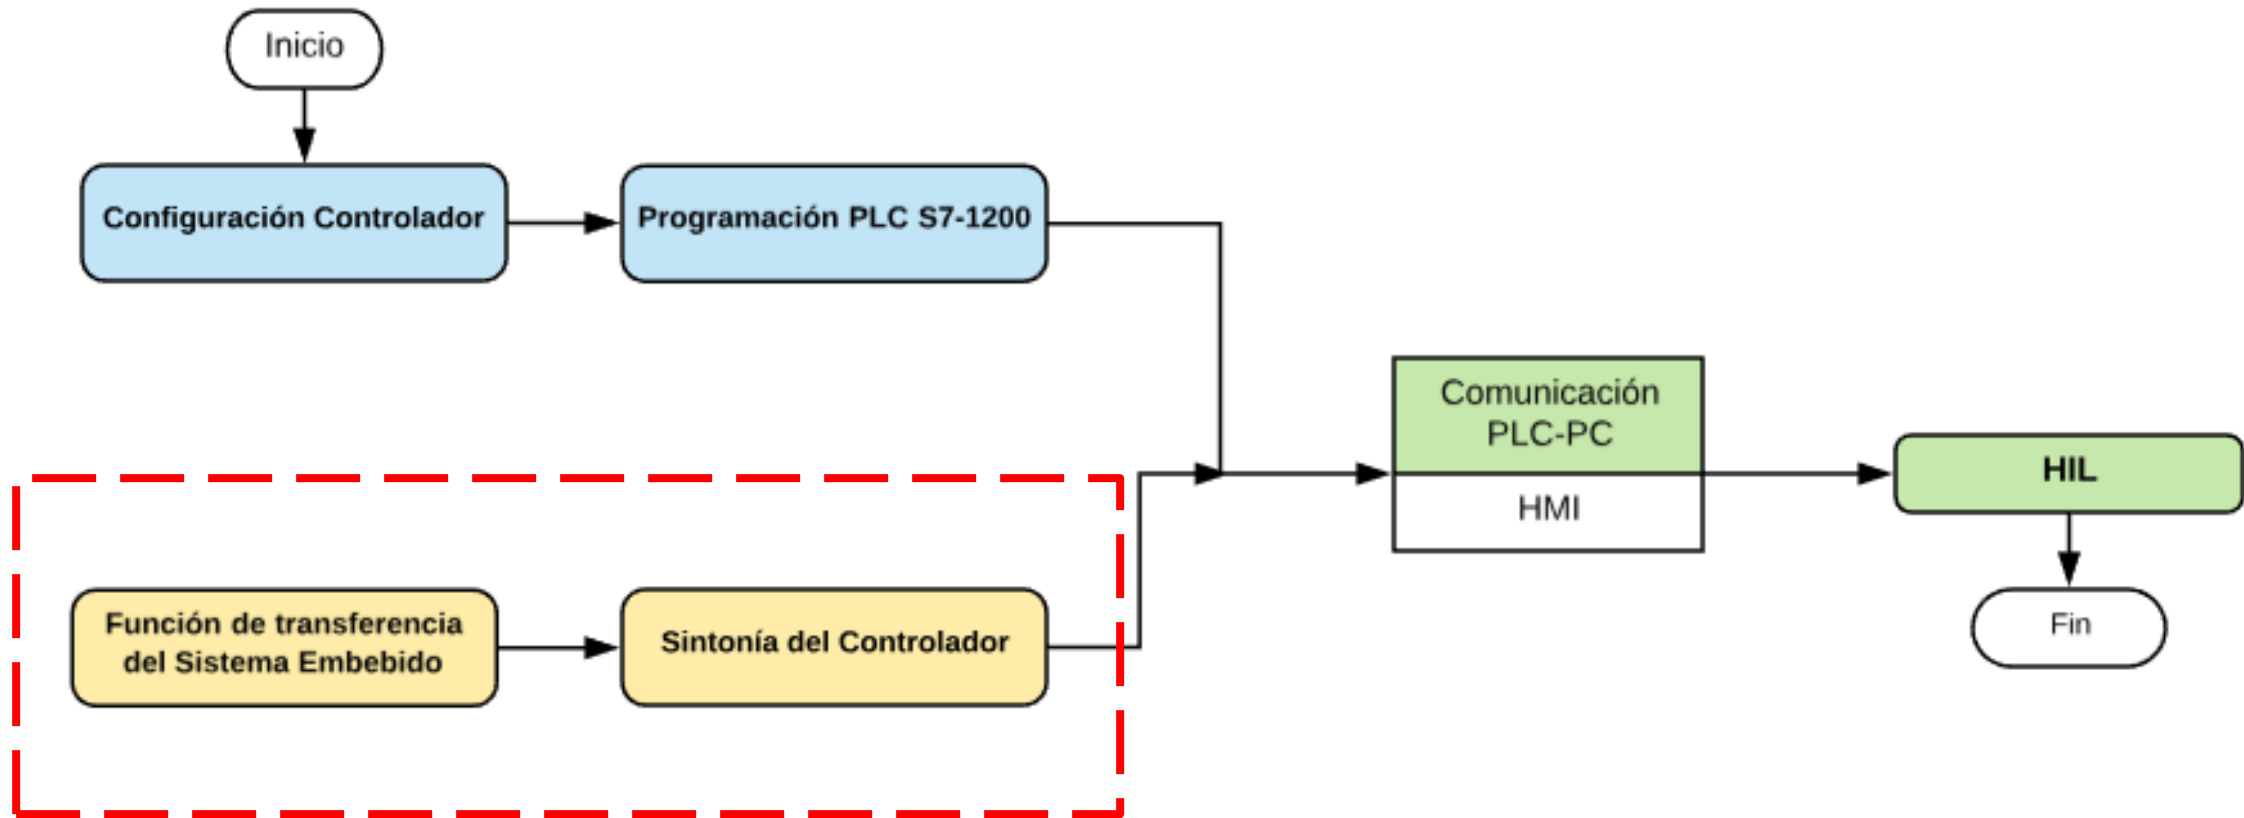 Inicio
Configuración Controlador
Programación PLC S7-1200
Comunicación
PLC-PC
HMI
HIL
Fin
Función de transferencia
del Sistema Embebido
Sintonía del Controlador